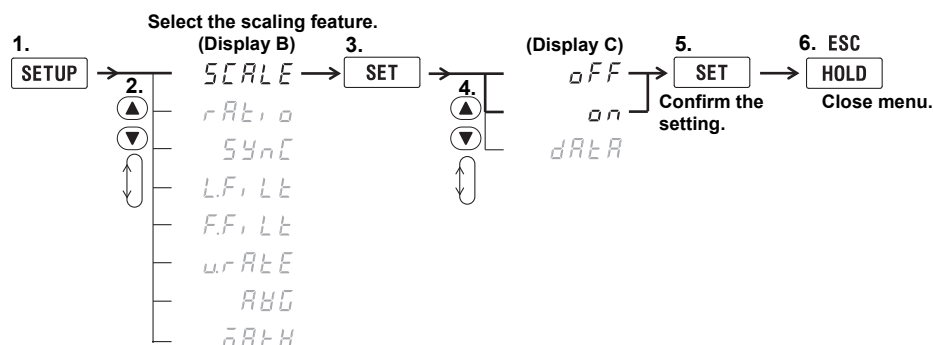 Select the scaling feature.
1. (Display B) 3. (Display C) 5. 6. ESC
SETUP SCALE SET oFF SET HOLD
2. 4.
rAtio on Confirm the setting. Close menu.
SYnC dAtA
L.FiLt
F.FiLt
u.rAtE
AVG
MAtH